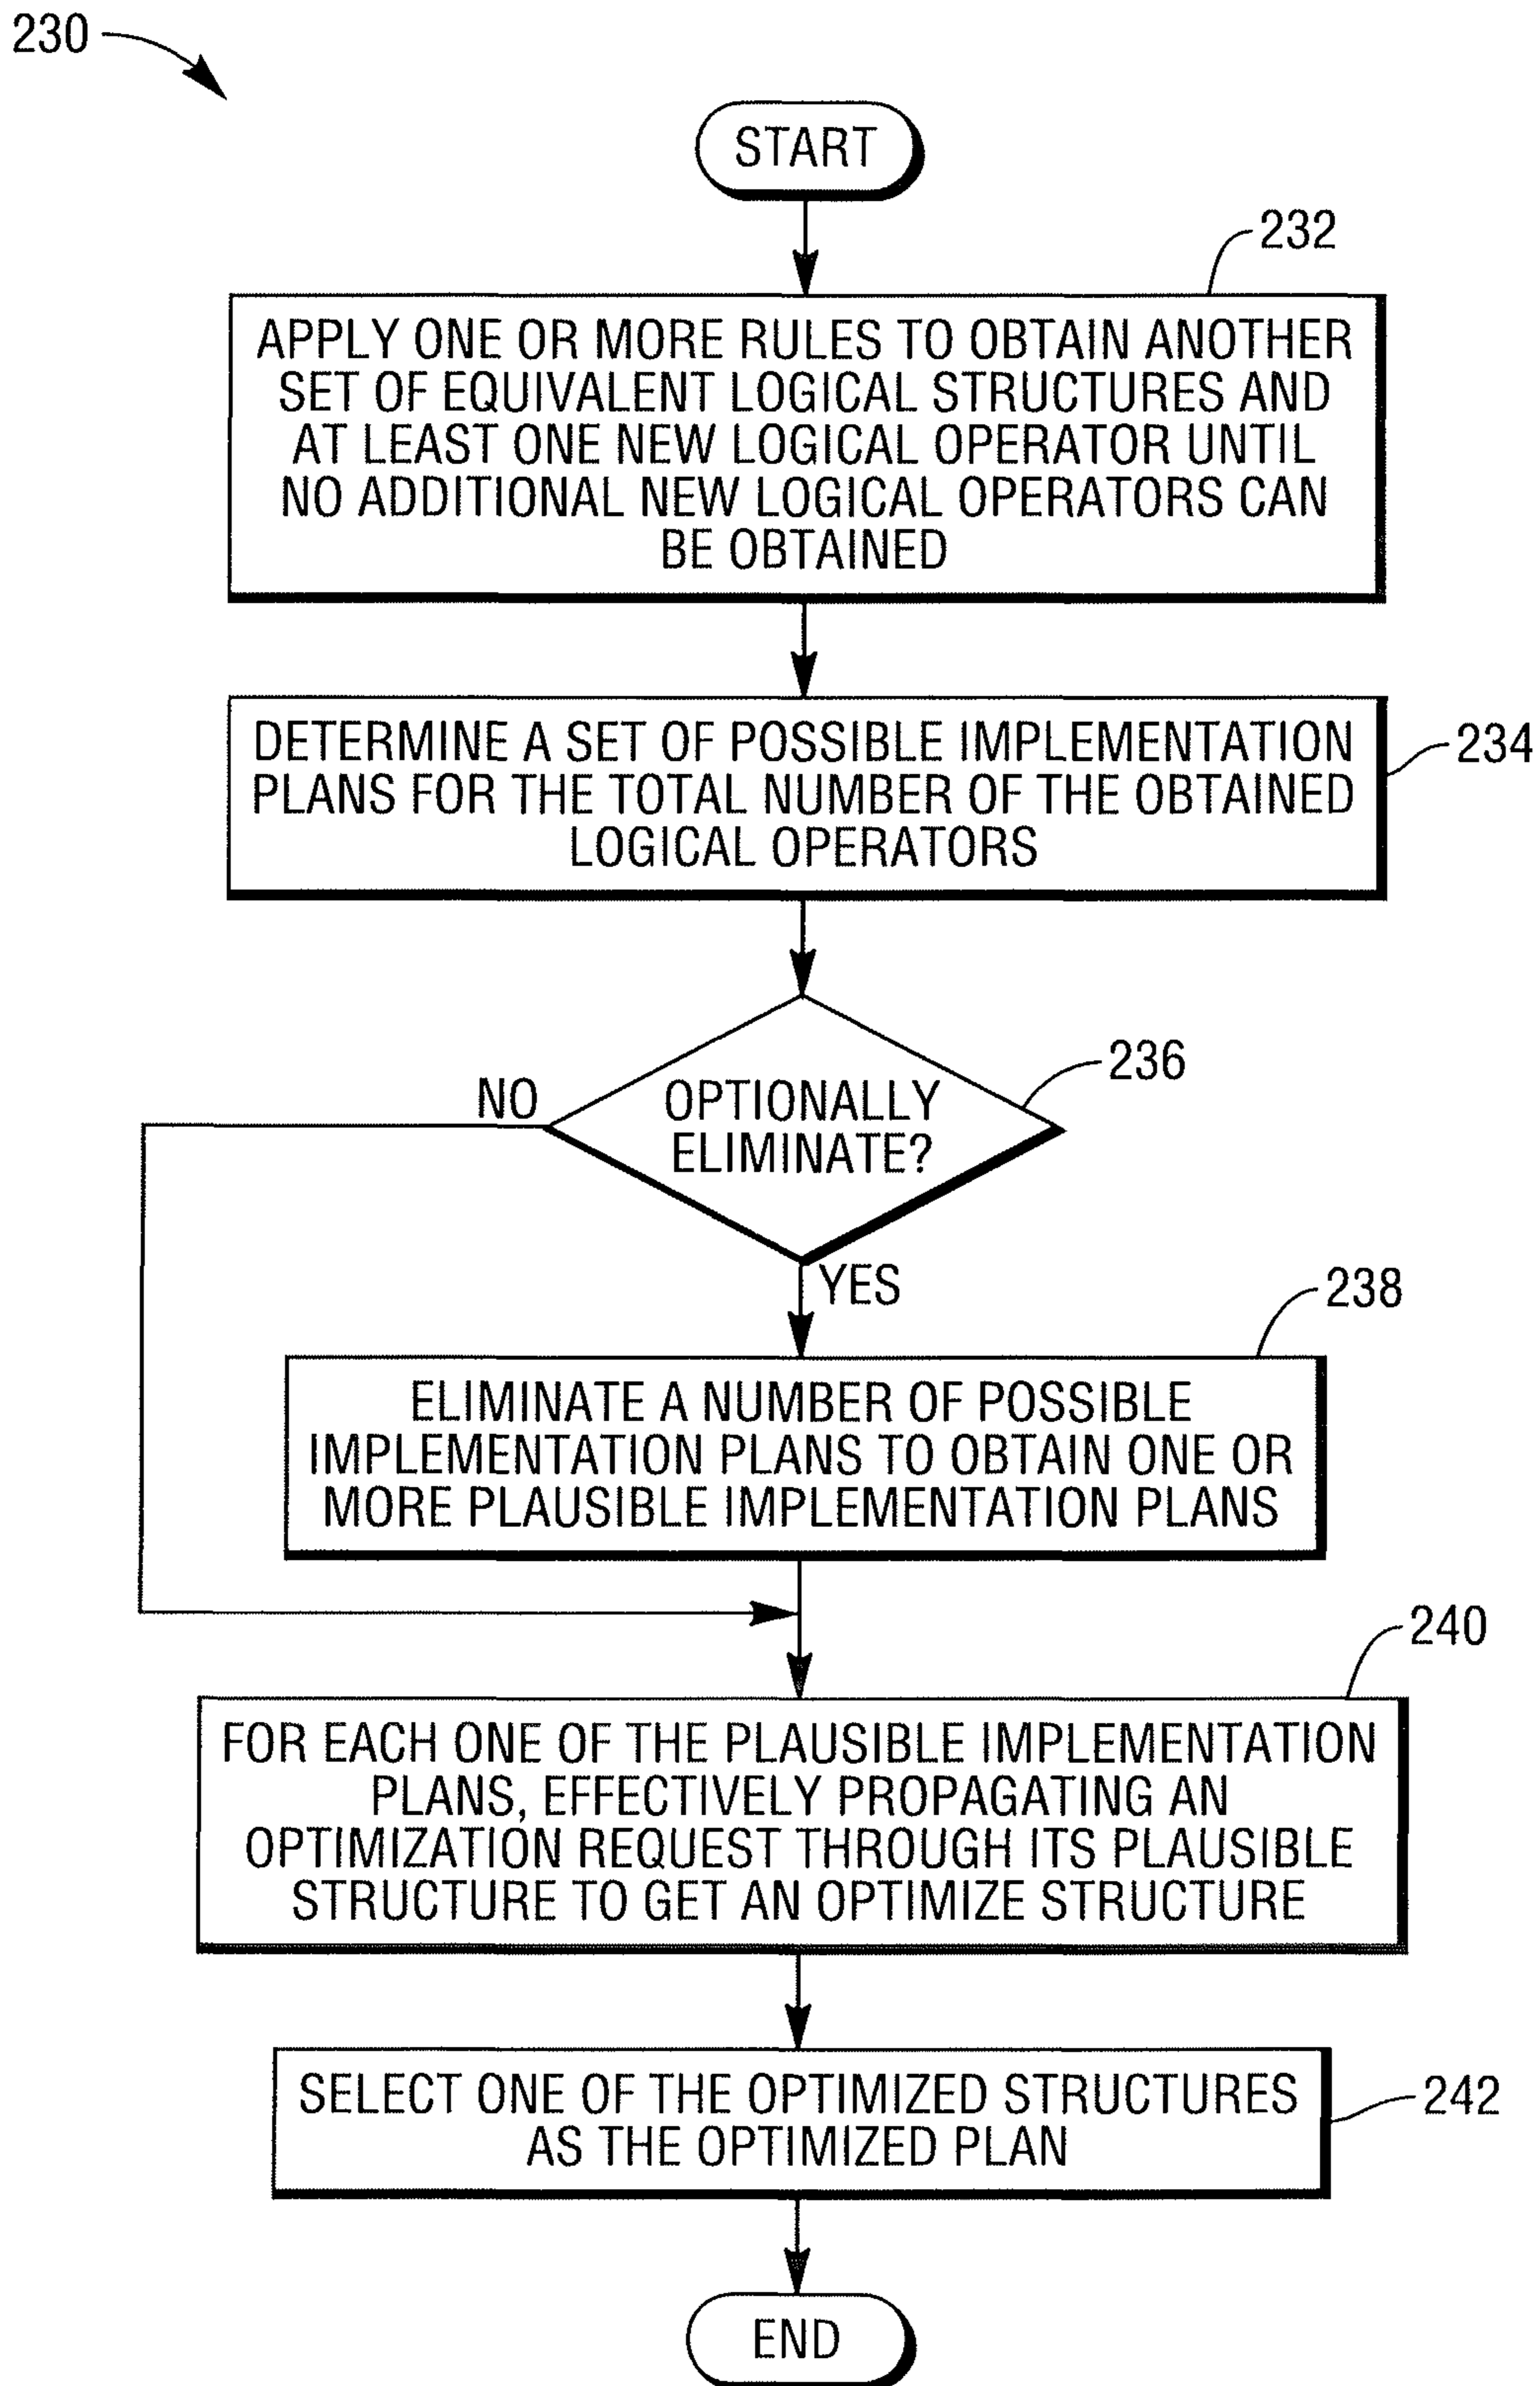 230
START
232
APPLY ONE OR MORE RULES TO OBTAIN ANOTHER
SET OF EQUIVALENT LOGICAL STRUCTURES AND
AT LEAST ONE NEW LOGICAL OPERATOR UNTIL
NO ADDITIONAL NEW LOGICAL OPERATORS CAN
BE OBTAINED
DETERMINE A SET OF POSSIBLE IMPLEMENTATION
PLANS FOR THE TOTAL NUMBER OF THE OBTAINED
LOGICAL OPERATORS
234
236
NO
OPTIONALLY
ELIMINATE?
YES
238
ELIMINATE A NUMBER OF POSSIBLE
IMPLEMENTATION PLANS TO OBTAIN ONE OR
MORE PLAUSIBLE IMPLEMENTATION PLANS
240
FOR EACH ONE OF THE PLAUSIBLE IMPLEMENTATION
PLANS, EFFECTIVELY PROPAGATING AN
OPTIMIZATION REQUEST THROUGH ITS PLAUSIBLE
STRUCTURE TO GET AN OPTIMIZE STRUCTURE
SELECT ONE OF THE OPTIMIZED STRUCTURES
AS THE OPTIMIZED PLAN
242
END